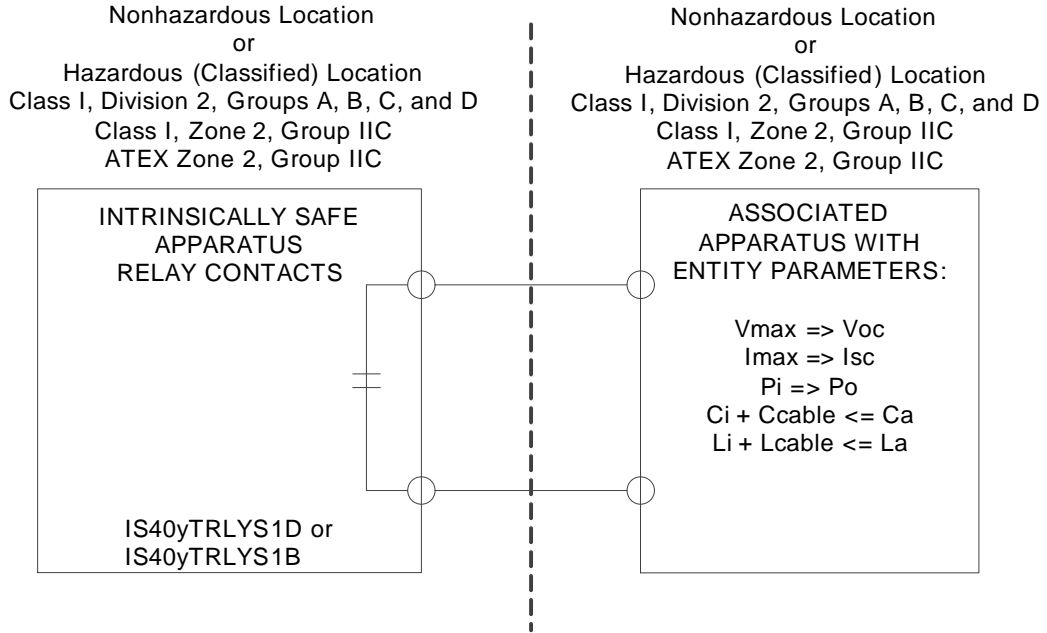 Nonhazardous Location
or
Hazardous (Classified) Location
Class I, Division 2, Groups A, B, C, and D
Class I, Zone 2, Group IIC
ATEX Zone 2, Group IIC
INTRINSICALLY SAFE
APPARATUS
RELAY CONTACTS
IS40yTRLYS1D or
IS40yTRLYS1B
Nonhazardous Location
or
Hazardous (Classified) Location
Class I, Division 2, Groups A, B, C, and D
Class I, Zone 2, Group IIC
ATEX Zone 2, Group IIC
ASSOCIATED
APPARATUS WITH
ENTITY PARAMETERS:
Vmax => Voc
Imax => Isc
Pi => Po
Ci + Ccable <= Ca
Li + Lcable <= La